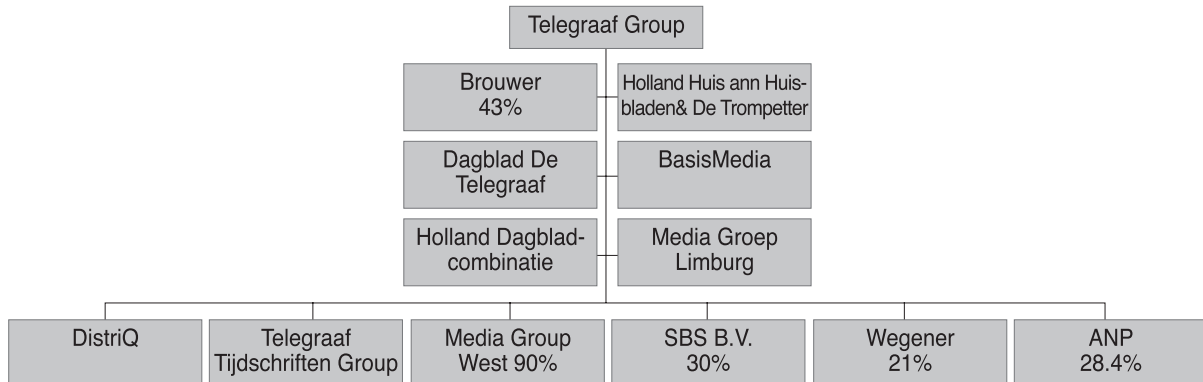 Telegraaf Group
Brouwer
43%
Holland Huis ann Huis-
bladen& De Trompetter
Dagblad De
Telegraaf
BasisMedia
Holland Dagblad-
combinatie
Media Groep
Limburg
DistriQ
Telegraaf
Tijdschriften Group
Media Group
West 90%
SBS B.V.
30%
Wegener
21%
ANP
28.4%